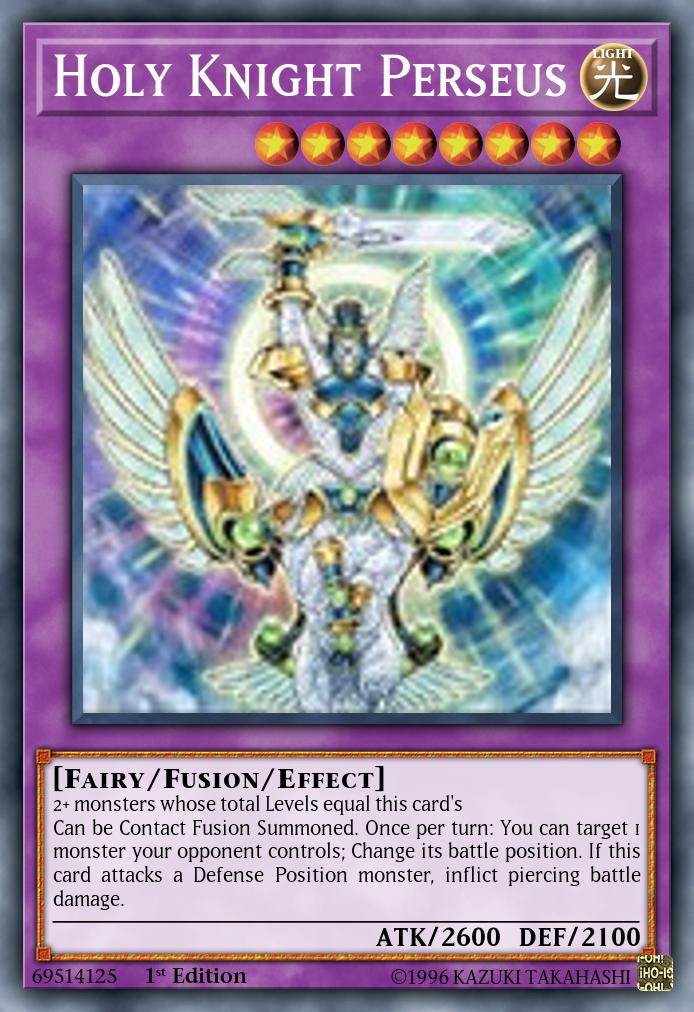 Holy Knight Perseus
LIGHT
光
[Fairy/Fusion/Effect]
2+ monsters whose total Levels equal this card's
Can be Contact Fusion Summoned. Once per turn: You can target 1
monster your opponent controls; Change its battle position. If this
card attacks a Defense Position monster, inflict piercing battle
damage.
ATK/2600 DEF/2100
69514125 1st Edition ©1996 KAZUKI TAKAHASHI